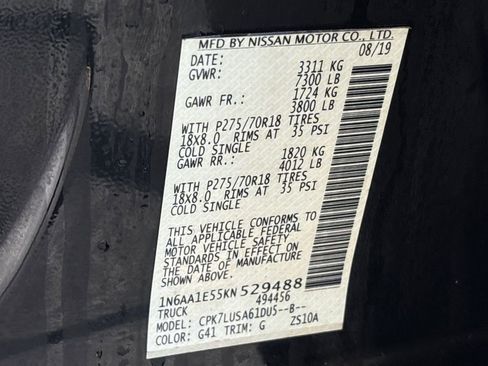 MFD BY NISSAN MOTOR CO., LTD.
DATE: 08/19
GVWR: 3311 KG
7300 LB
GAWR FR.: 1724 KG
3800 LB
WITH P275/70R18 TIRES
18X8.0 RIMS AT 35 PSI
COLD SINGLE
GAWR RR.: 1820 KG
4012 LB
WITH P275/70R18 TIRES
18X8.0 RIMS AT 35 PSI
COLD SINGLE
THIS VEHICLE CONFORMS TO
ALL APPLICABLE FEDERAL
MOTOR VEHICLE SAFETY
STANDARDS IN EFFECT ON
THE DATE OF MANUFACTURE
SHOWN ABOVE.
1N6AA1E55KN529488
TRUCK 494456
MODEL: CPK7LUSA61DU5--B--
COLOR: G41 TRIM: G ZS10A